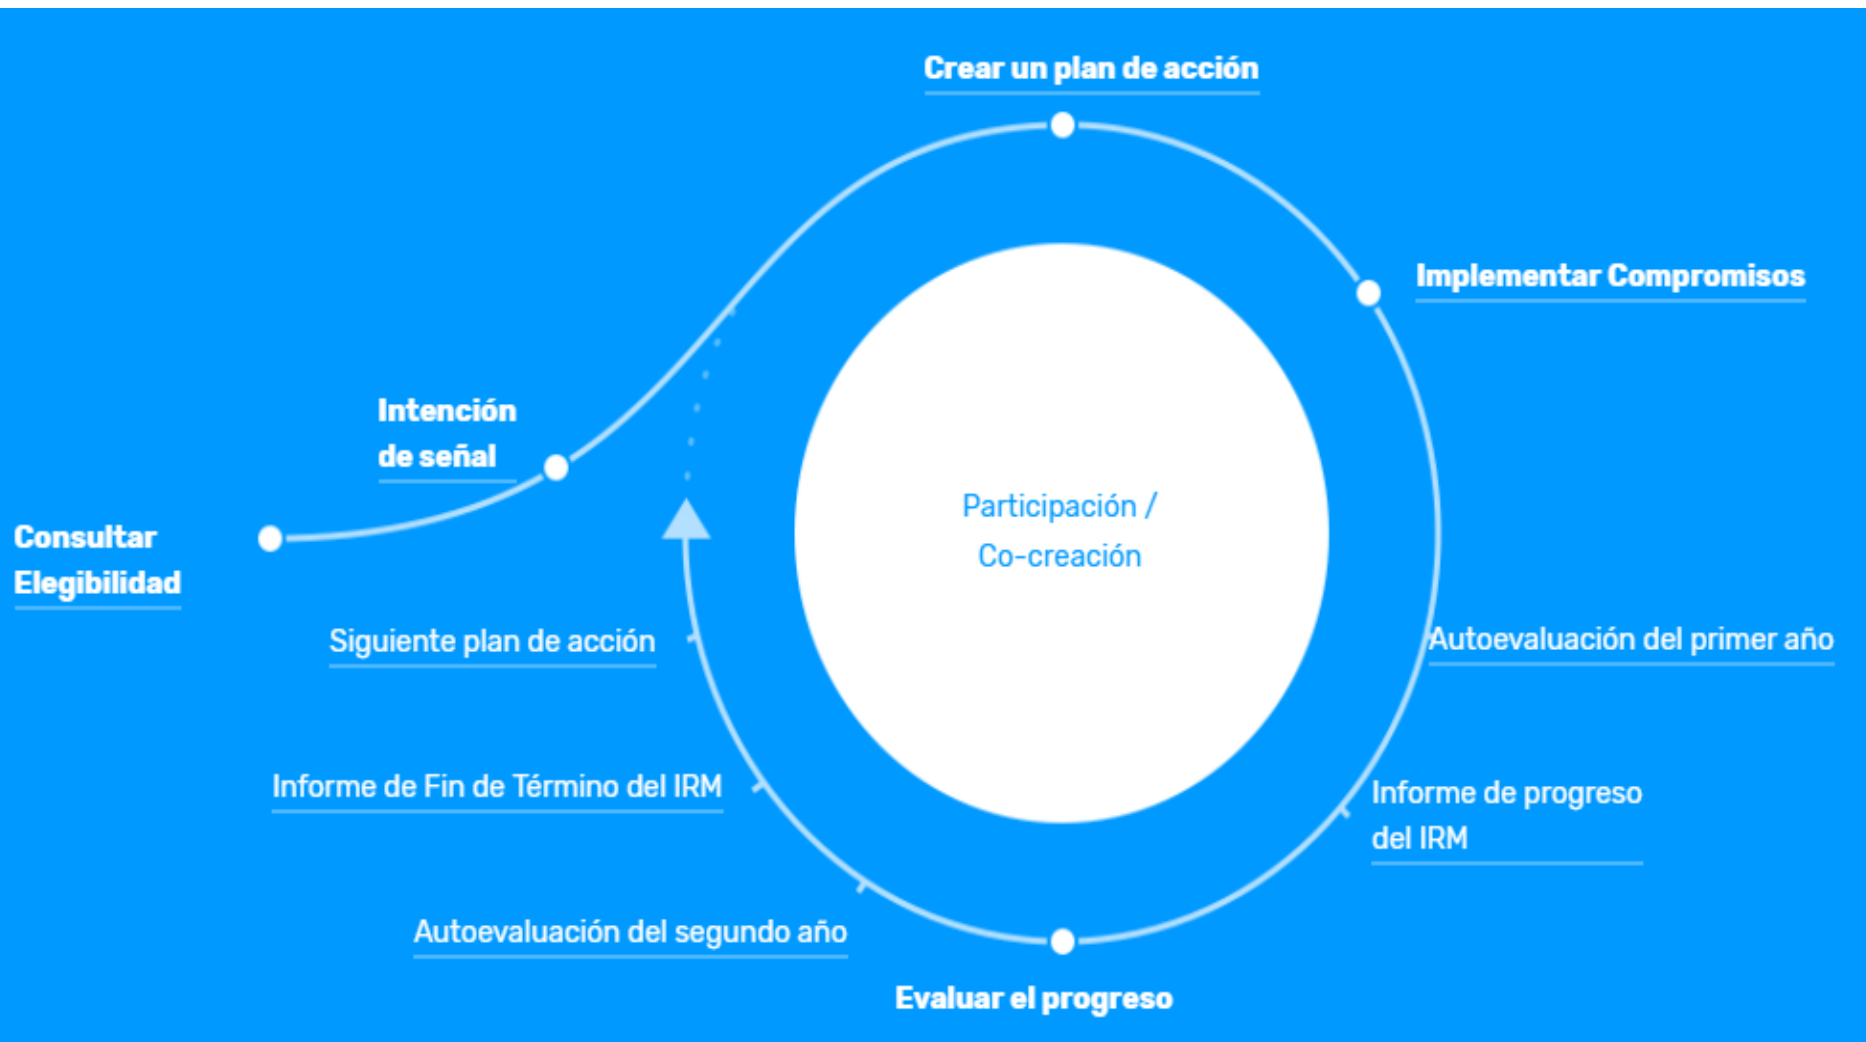 Crear un plan de acción
Implementar Compromisos
Intención
de señal
Consultar
Elegibilidad
Participación /
Co-creación
Siguiente plan de acción
Autoevaluación del primer año
Informe de Fin de Término del IRM
Informe de progreso
del IRM
Autoevaluación del segundo año
Evaluar el progreso